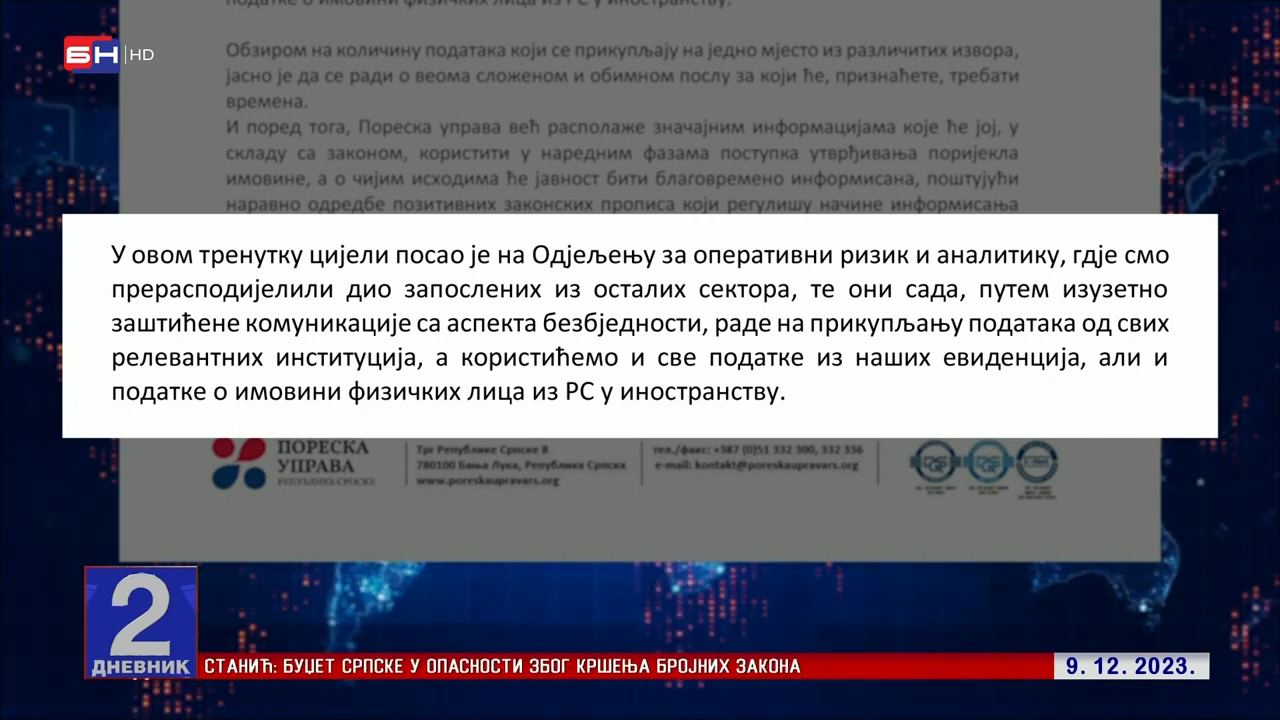 податке о имовини физичких лица из РС у иностранству.
БН HD
Обзиром на количину података који се прикупљају на једно мјесто из различитих извора,
јасно је да се ради о веома сложеном и обимном послу за који ће, признаћете, требати
времена.
И поред тога, Пореска управа већ располаже значајним информацијама које ће јој, у
складу са законом, користити у наредним фазама поступка утврђивања поријекла
имовине, а о чијим исходима ће јавност бити благовремено информисана, поштујући
наравно одредбе позитивних законских прописа који регулишу начине информисања
У овом тренутку цијели посао је на Одјељењу за оперативни ризик и аналитику, гдје смо
прерасподијелили дио запослених из осталих сектора, те они сада, путем изузетно
заштићене комуникације са аспекта безбједности, раде на прикупљању података од свих
релевантних институција, а користићемо и све податке из наших евиденција, али и
податке о имовини физичких лица из РС у иностранству.
ПОРЕСКА
УПРАВА
РЕПУБЛИКЕ СРПСКЕ
Трг Републике Српске 8
780100 Бања Лука, Република Српска
www.poreskaupravars.org
тел./факс: +387 (0)51 332 300, 332 336
e-mail: kontakt@poreskaupravars.org
2
ДНЕВНИК
СТАНИЋ: БУЏЕТ СРПСКЕ У ОПАСНОСТИ ЗБОГ КРШЕЊА БРОЈНИХ ЗАКОНА
9. 12. 2023.